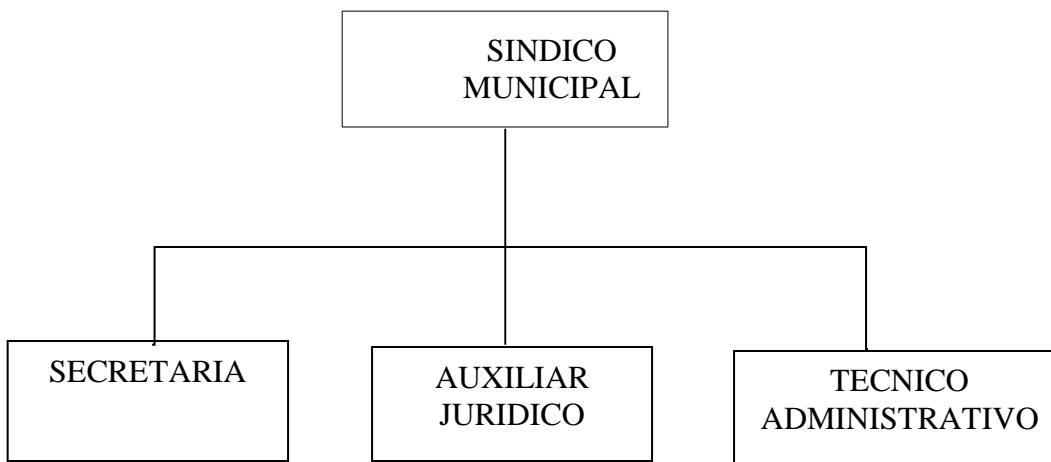 SINDICO
MUNICIPAL
SECRETARIA
AUXILIAR
JURIDICO
TECNICO
ADMINISTRATIVO